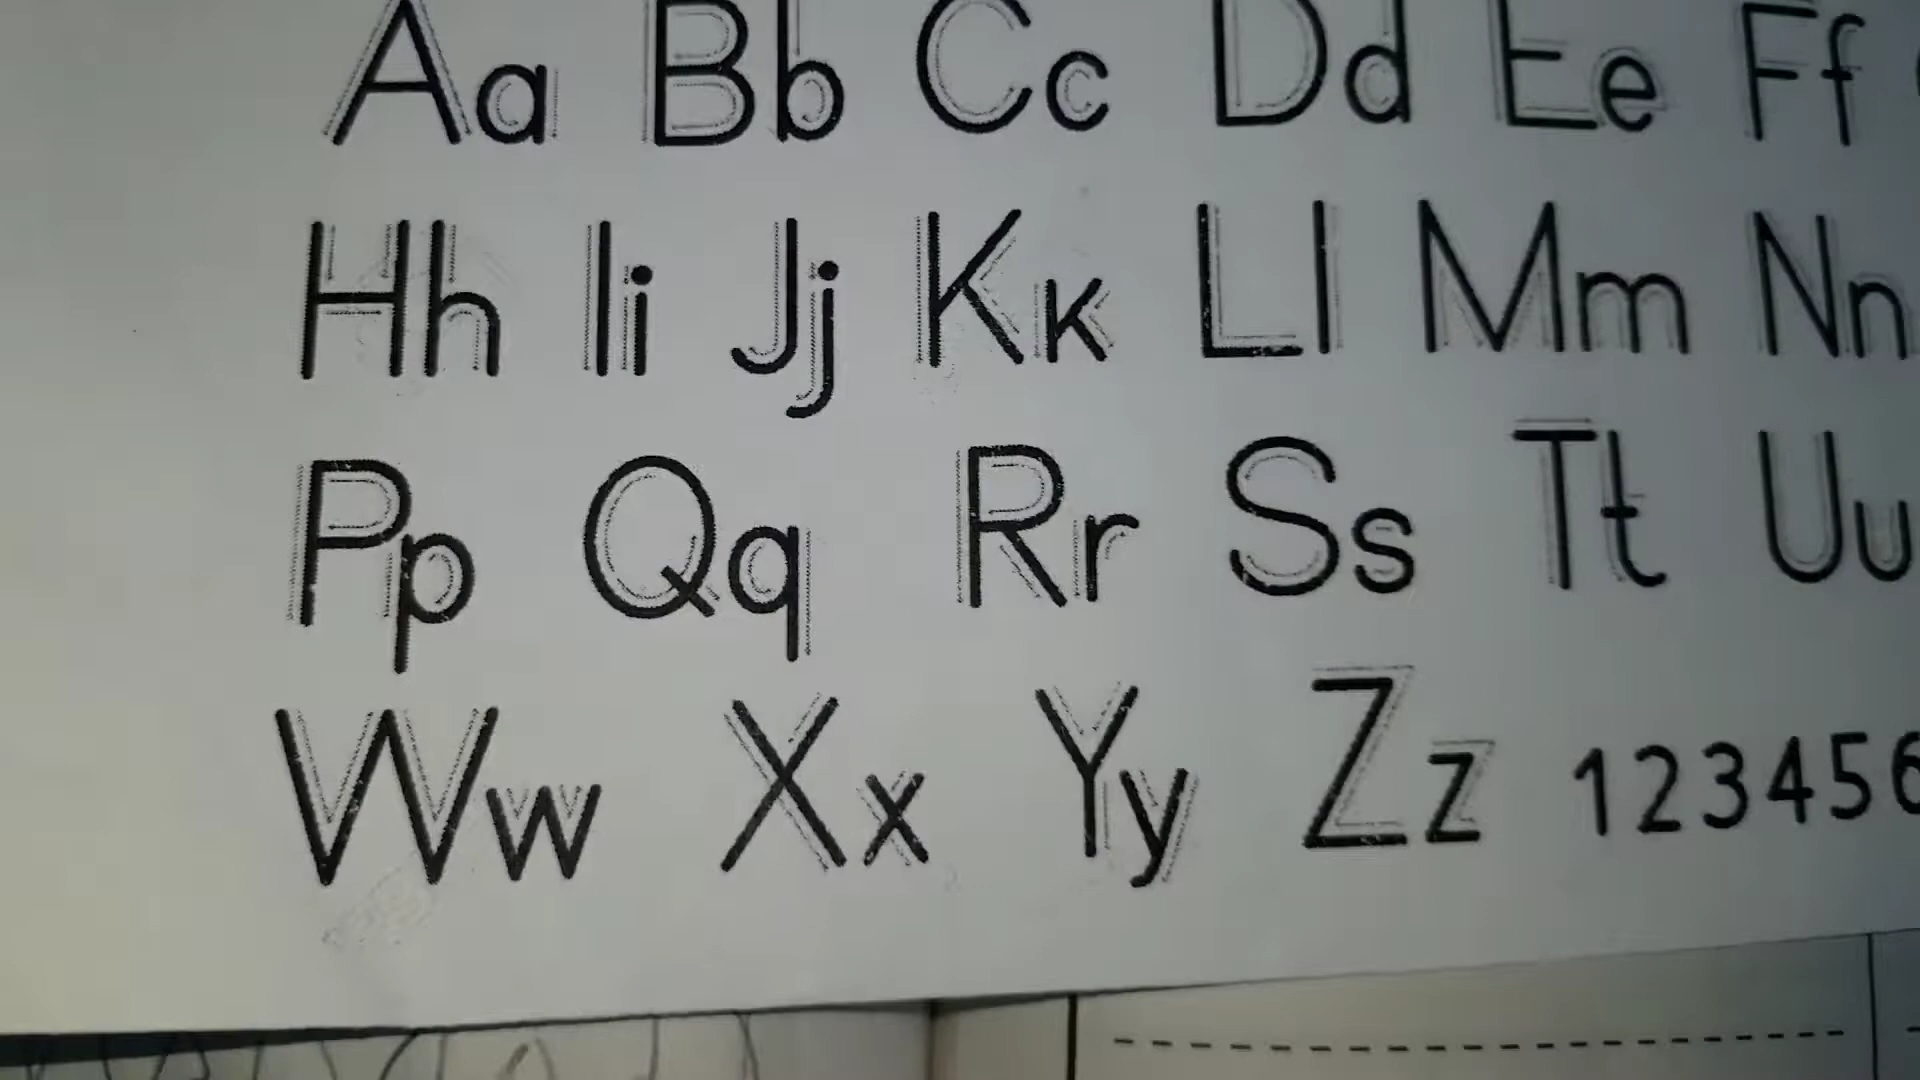 Aa Bb Cc Dd Ee Ff
Hh Ii Jj Kk Ll Mm Nn
Pp Qq Rr Ss Tt Uu
Ww Xx Yy Zz 123456